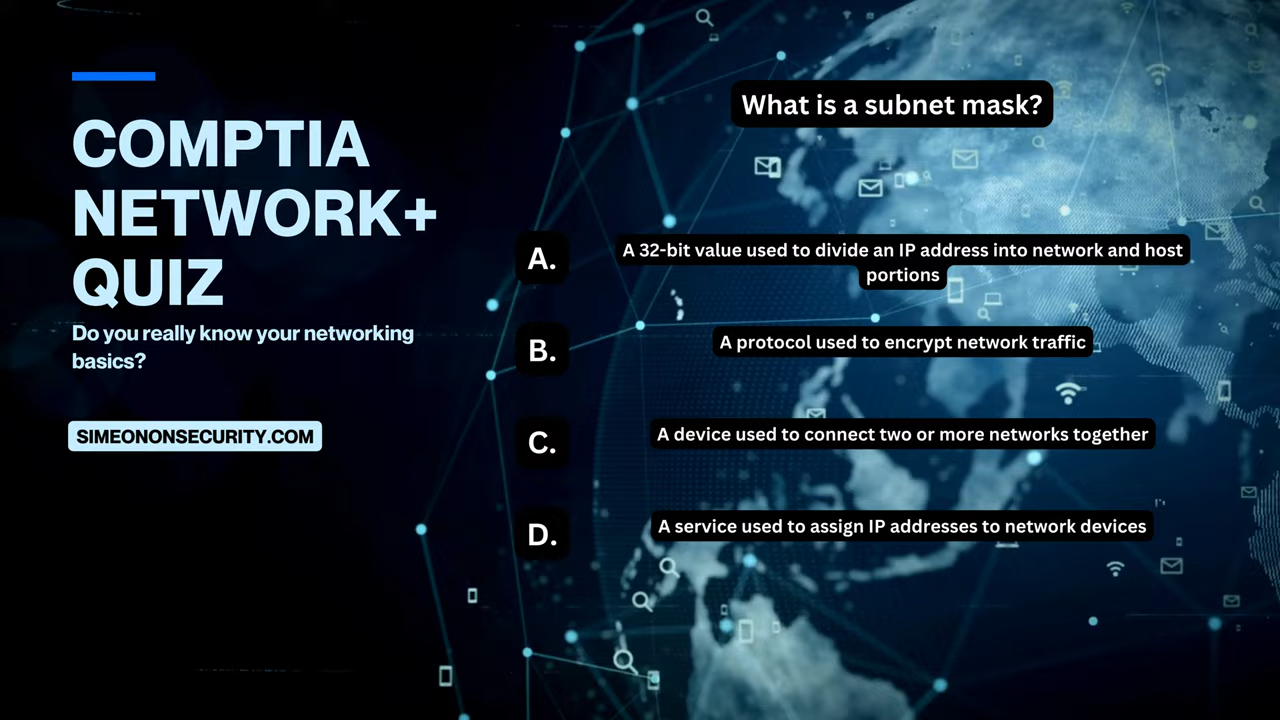 COMPTIA
NETWORK+
QUIZ
Do you really know your networking
basics?
SIMEONONSECURITY.COM
What is a subnet mask?
A. A 32-bit value used to divide an IP address into network and host
portions
B. A protocol used to encrypt network traffic
C. A device used to connect two or more networks together
D. A service used to assign IP addresses to network devices